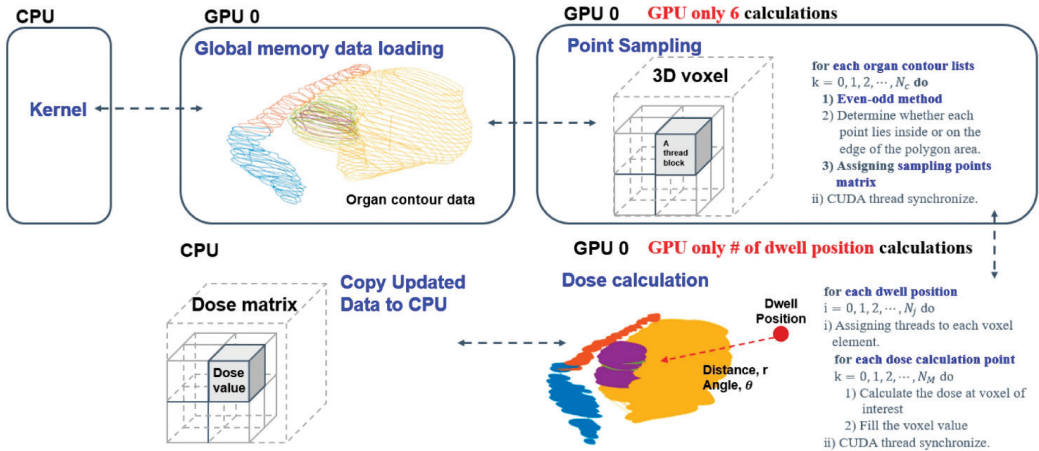 CPU
Kernel
GPU 0
Global memory data loading
Organ contour data
GPU 0 GPU only 6 calculations
Point Sampling
3D voxel
A
thread
block
for each organ contour lists
k = 0, 1, 2, ⋯, N_c do
1) Even-odd method
2) Determine whether each
point lies inside or on the
edge of the polygon area.
3) Assigning sampling points
matrix
ii) CUDA thread synchronize.
CPU
Dose matrix
Dose
value
Copy Updated
Data to CPU
GPU 0 GPU only # of dwell position calculations
Dose calculation
Dwell
Position
Distance, r
Angle, θ
for each dwell position
i = 0, 1, 2, ⋯, N_j do
i) Assigning threads to each voxel
element.
for each dose calculation point
k = 0, 1, 2, ⋯, N_M do
1) Calculate the dose at voxel of
interest
2) Fill the voxel value
ii) CUDA thread synchronize.